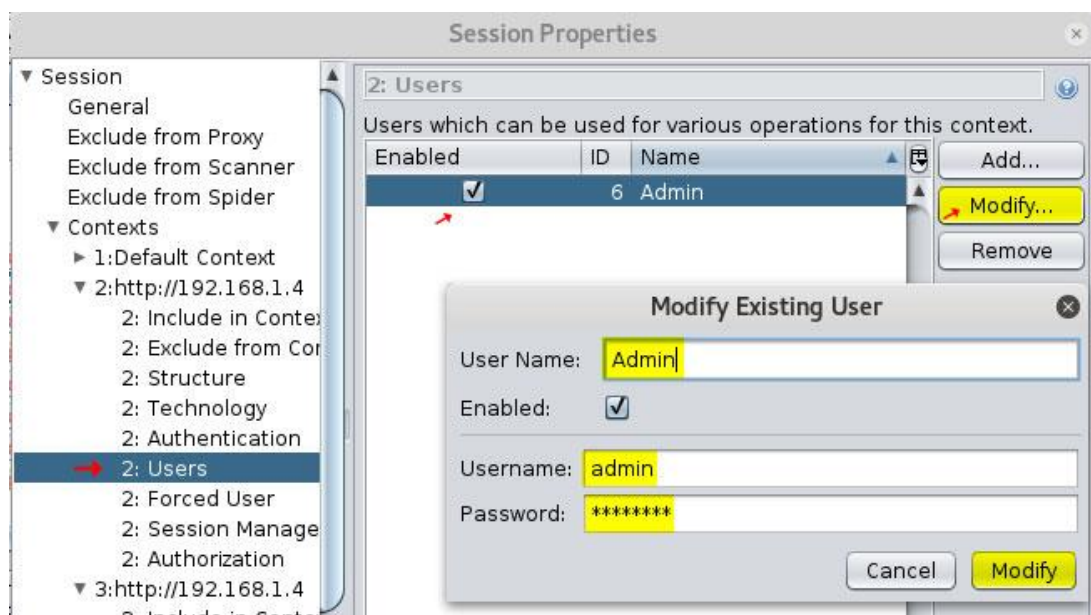 Session Properties
Session
General
Exclude from Proxy
Exclude from Scanner
Exclude from Spider
Contexts
1:Default Context
2:http://192.168.1.4
2: Include in Contex
2: Exclude from Con
2: Structure
2: Technology
2: Authentication
2: Users
2: Forced User
2: Session Manage
2: Authorization
3:http://192.168.1.4
2: Users
Users which can be used for various operations for this context.
Enabled ID Name
6 Admin
Add...
Modify...
Remove
Modify Existing User
User Name: Admin
Enabled:
Username: admin
Password: ********
Cancel Modify